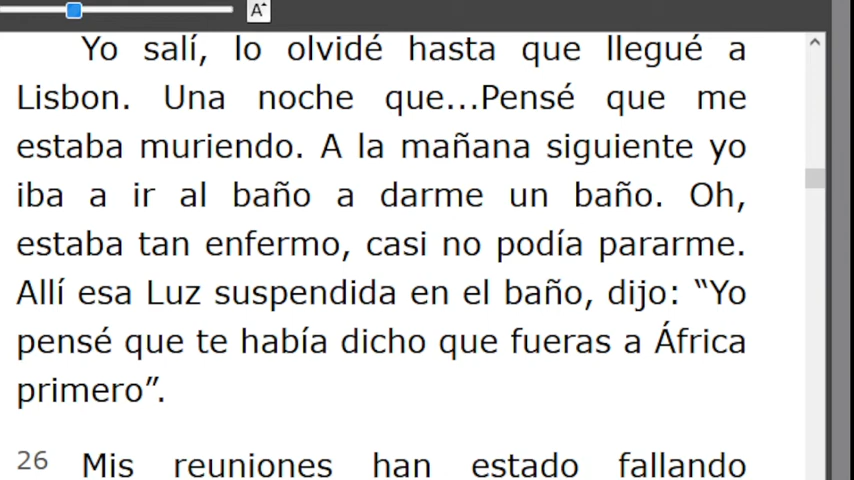 A
Yo salí, lo olvidé hasta que llegué a
Lisbon. Una noche que...Pensé que me
estaba muriendo. A la mañana siguiente yo
iba a ir al baño a darme un baño. Oh,
estaba tan enfermo, casi no podía pararme.
Allí esa Luz suspendida en el baño, dijo: “Yo
pensé que te había dicho que fueras a África
primero”.
26 Mis reuniones han estado fallando